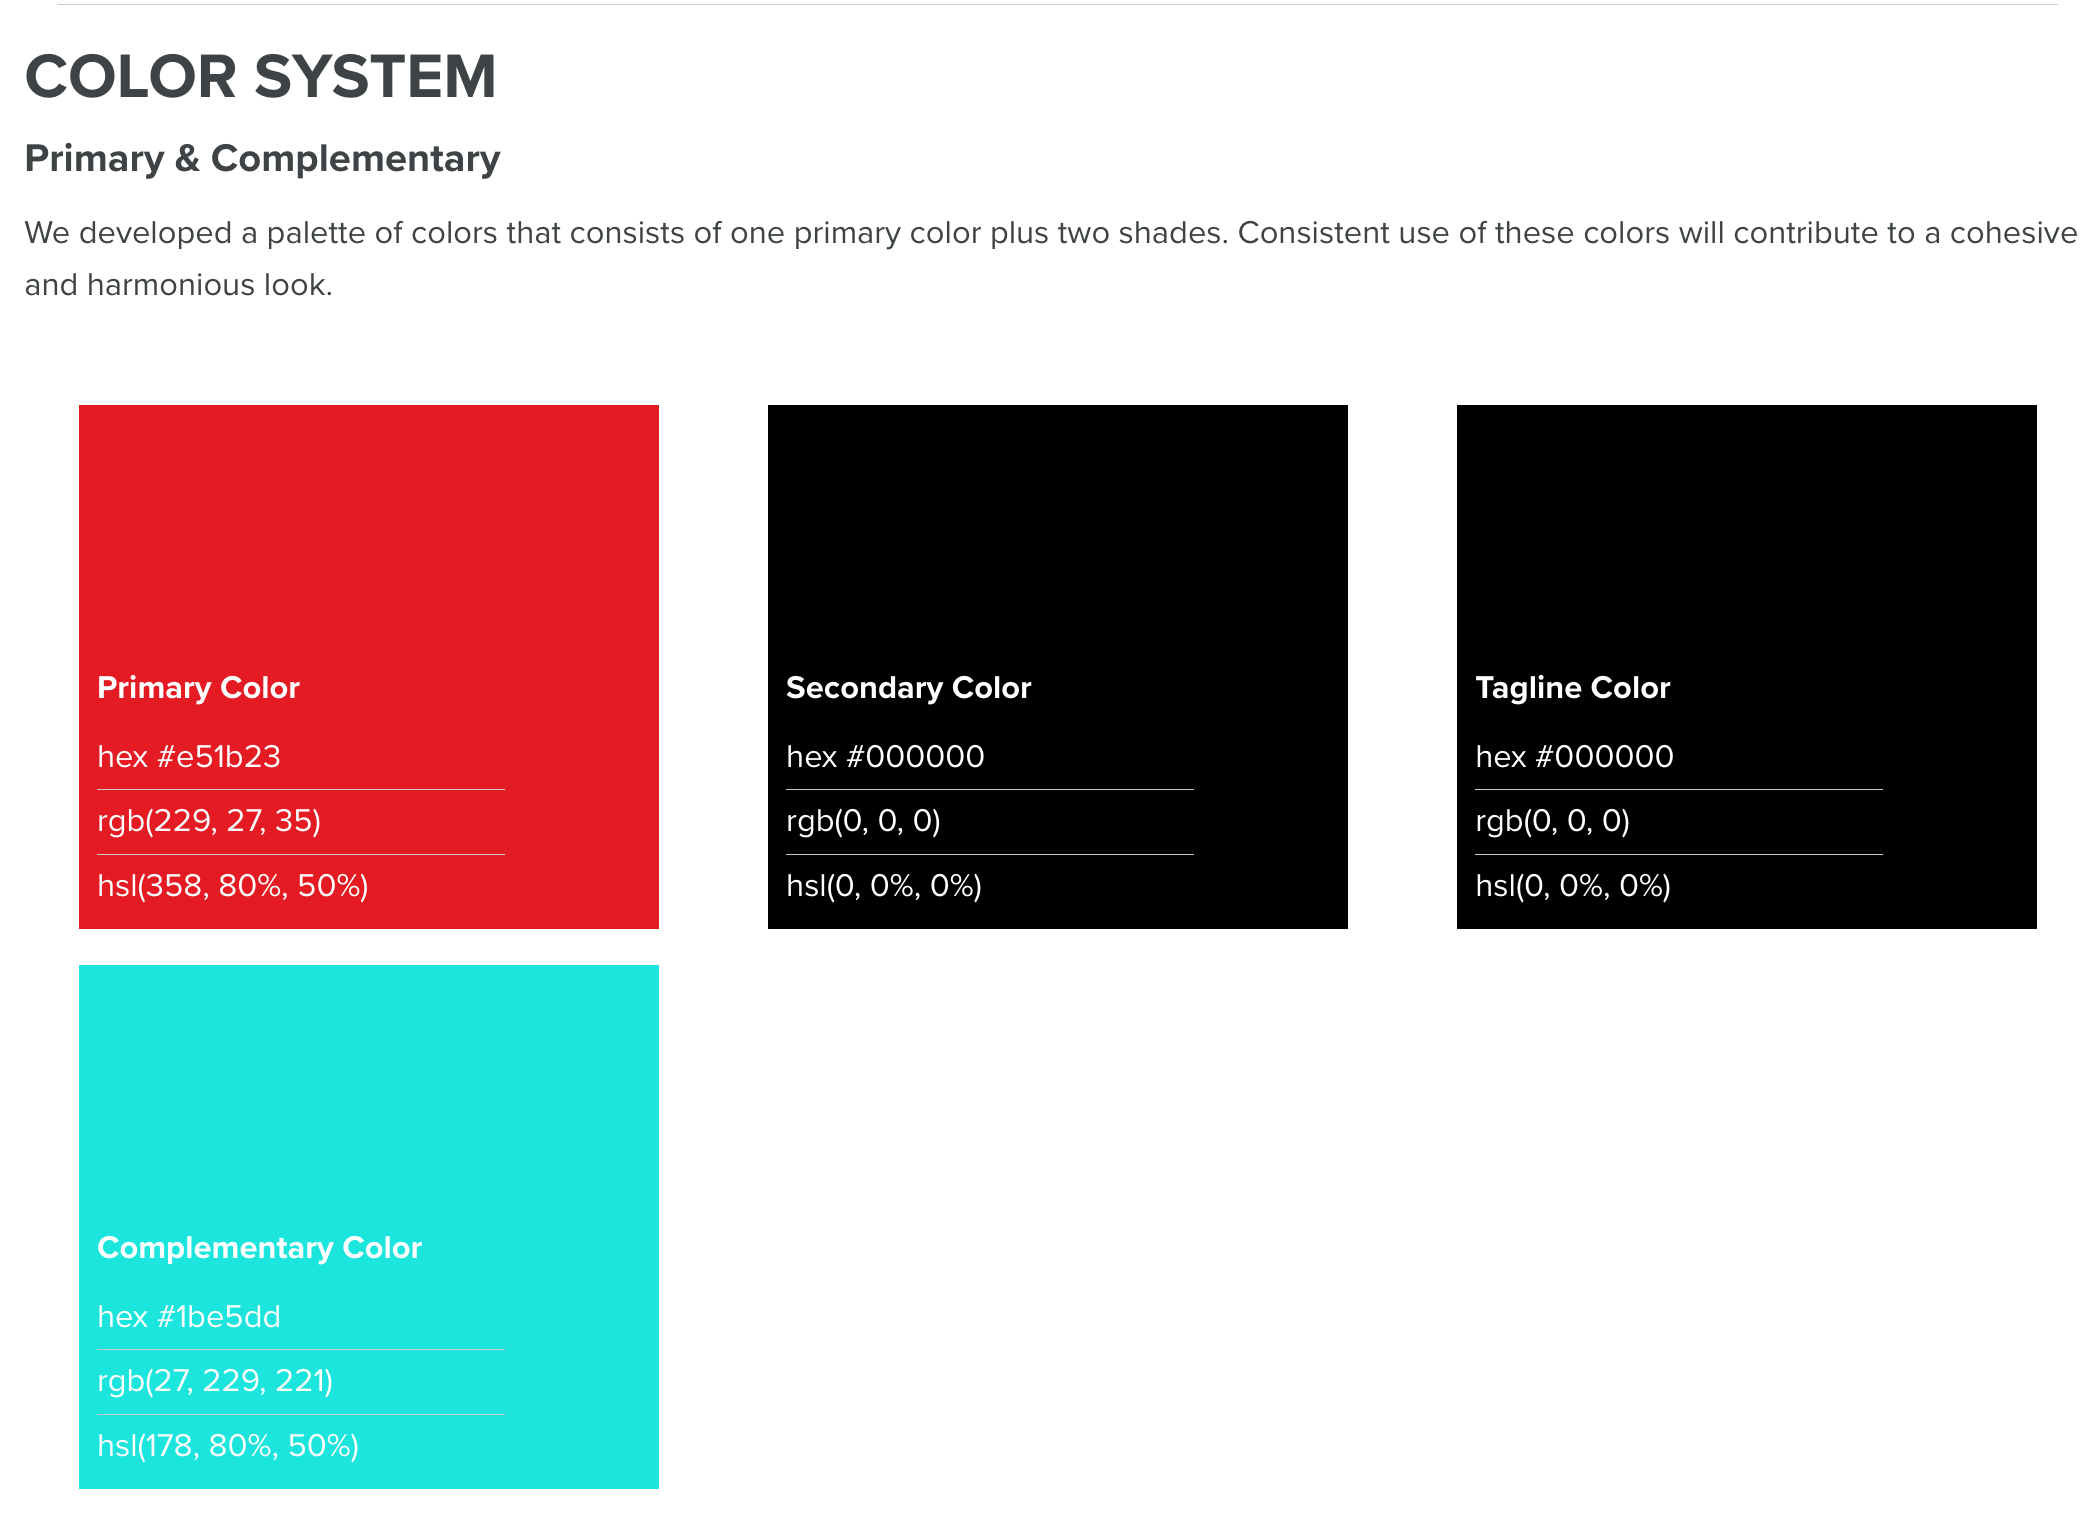 COLOR SYSTEM
Primary & Complementary
We developed a palette of colors that consists of one primary color plus two shades. Consistent use of these colors will contribute to a cohesive
and harmonious look.
Primary Color
hex #e51b23
rgb(229, 27, 35)
hsl(358, 80%, 50%)
Secondary Color
hex #000000
rgb(0, 0, 0)
hsl(0, 0%, 0%)
Tagline Color
hex #000000
rgb(0, 0, 0)
hsl(0, 0%, 0%)
Complementary Color
hex #1be5dd
rgb(27, 229, 221)
hsl(178, 80%, 50%)